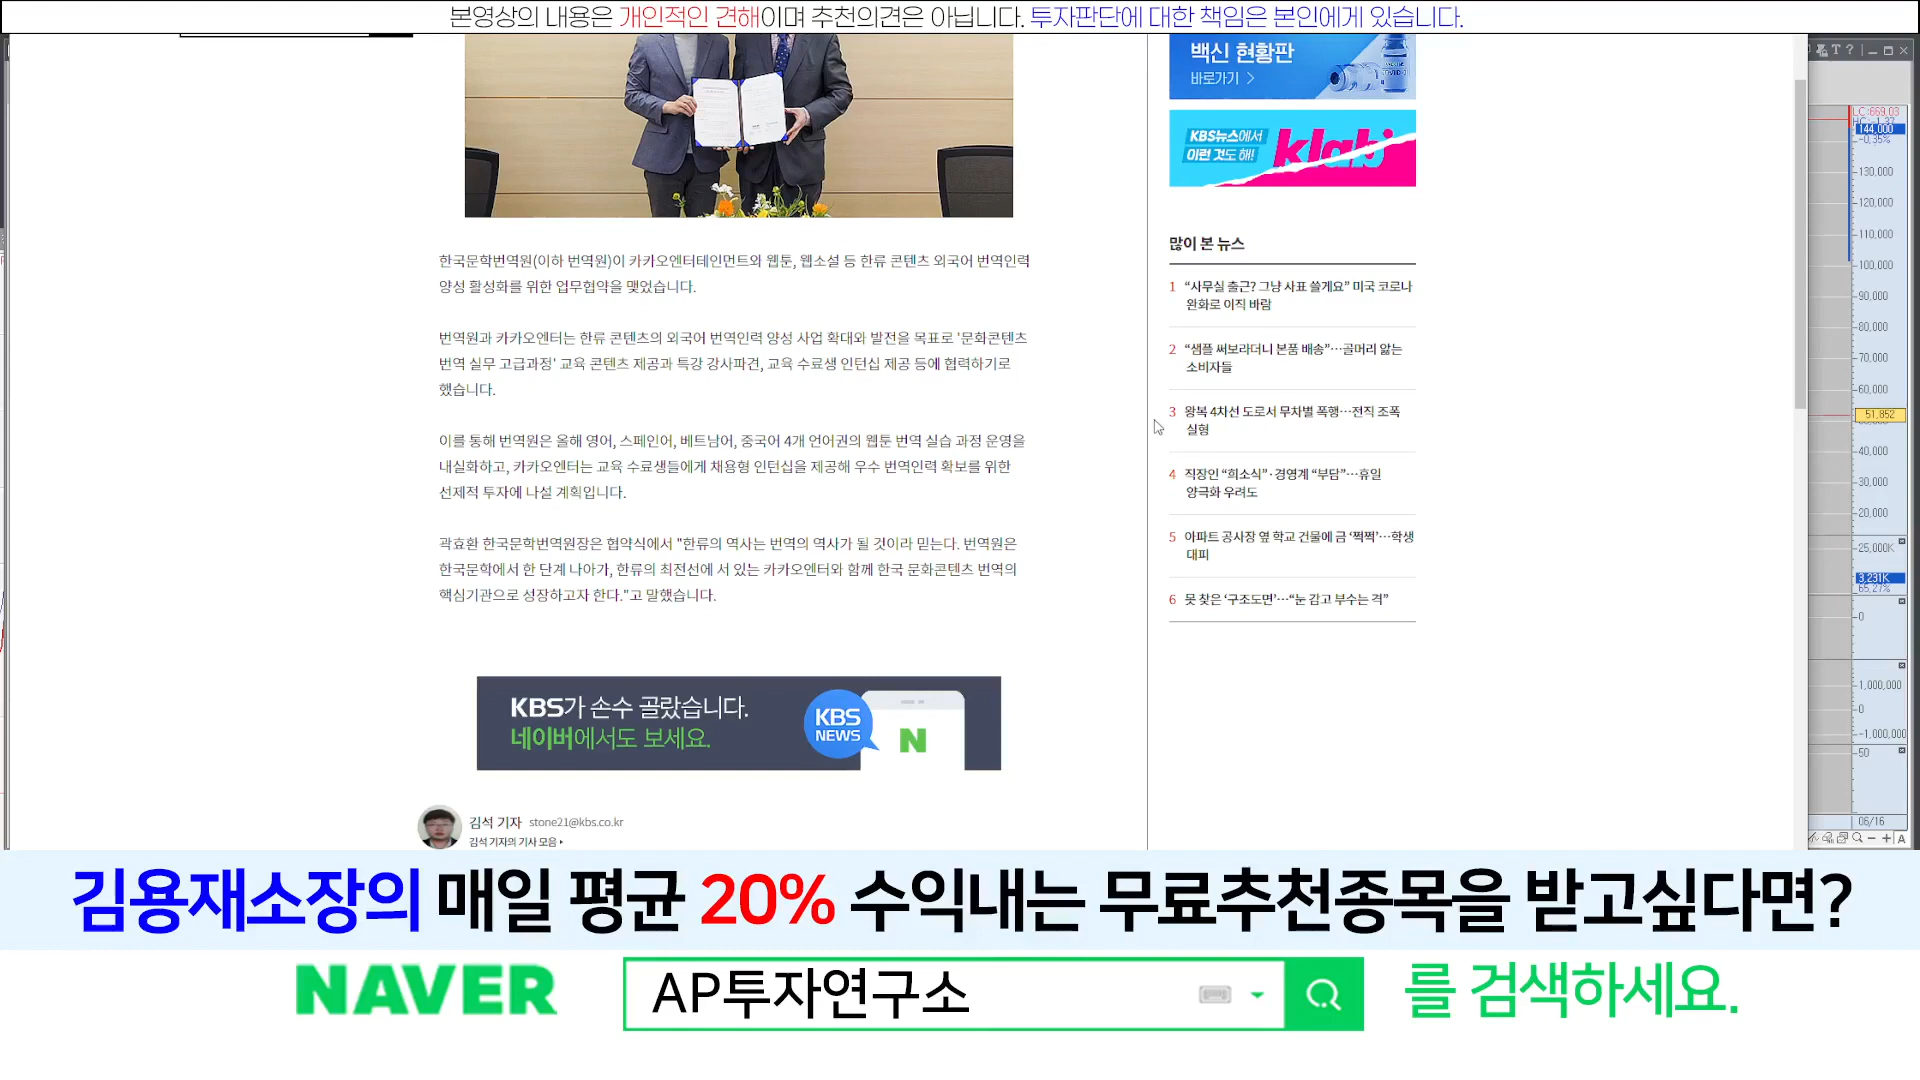 본영상의 내용은 개인적인 견해이며 추천의견은 아닙니다. 투자판단에 대한 책임은 본인에게 있습니다.
백신 현황판
바로가기 >
KBS뉴스에서
이런 것도 해!
klab
한국문학번역원(이하 번역원)이 카카오엔터테인먼트와 웹툰, 웹소설 등 한류 콘텐츠 외국어 번역인력
양성 활성화를 위한 업무협약을 맺었습니다.
번역원과 카카오엔터는 한류 콘텐츠의 외국어 번역인력 양성 사업 확대와 발전을 목표로 '문화콘텐츠
번역 실무 고급과정' 교육 콘텐츠 제공과 특강 강사파견, 교육 수료생 인턴십 제공 등에 협력하기로
했습니다.
이를 통해 번역원은 올해 영어, 스페인어, 베트남어, 중국어 4개 언어권의 웹툰 번역 실습 과정 운영을
내실화하고, 카카오엔터는 교육 수료생들에게 채용형 인턴십을 제공해 우수 번역인력 확보를 위한
선제적 투자에 나설 계획입니다.
곽효환 한국문학번역원장은 협약식에서 "한류의 역사는 번역의 역사가 될 것이라 믿는다. 번역원은
한국문학에서 한 단계 나아가, 한류의 최전선에 서 있는 카카오엔터와 함께 한국 문화콘텐츠 번역의
핵심기관으로 성장하고자 한다."고 말했습니다.
KBS가 손수 골랐습니다.
네이버에서도 보세요.
KBS
NEWS
N
김석 기자 stone21@kbs.co.kr
김석 기자의 기사 모음
많이 본 뉴스
1 “사무실 출근? 그냥 사표 쓸게요” 미국 코로나
완화로 이직 바람
2 “샘플 써보라더니 본품 배송”…골머리 앓는
소비자들
3 왕복 4차선 도로서 무차별 폭행…전직 조폭
실형
4 직장인 “희소식”·경영계 “부담”…휴일
양극화 우려도
5 아파트 공사장 옆 학교 건물에 금 ‘쩍쩍’…학생
대피
6 못 찾은 ‘구조도면’…“눈 감고 부수는 격”
LC:669.03
144,000
-0.35%
130,000
120,000
110,000
100,000
90,000
80,000
70,000
60,000
51,852
40,000
30,000
20,000
25,000K
3,231K
65.27%
0
1,000,000
0
-1,000,000
50
06/16
김용재소장의 매일 평균 20% 수익내는 무료추천종목을 받고싶다면?
NAVER AP투자연구소 를 검색하세요.